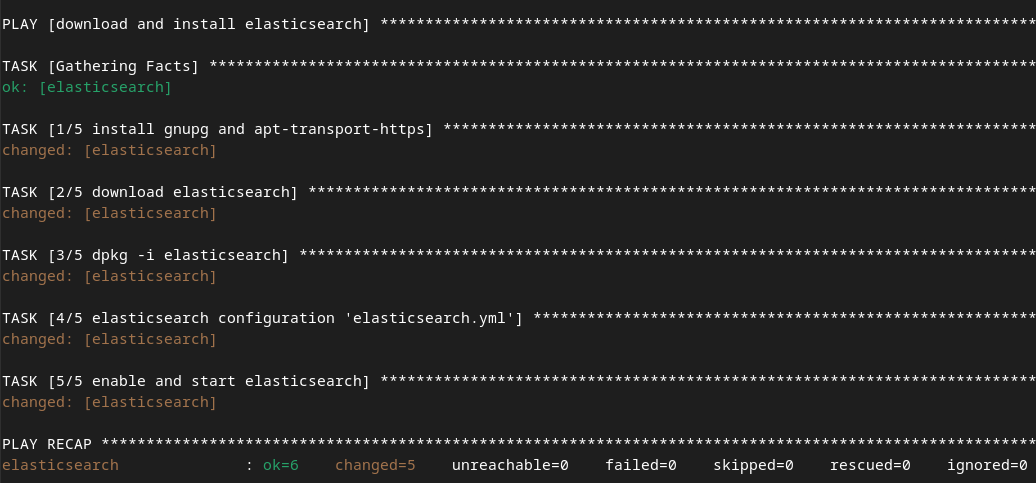 PLAY [download and install elasticsearch] *************************************************************************
TASK [Gathering Facts] ********************************************************************************************
ok: [elasticsearch]
TASK [1/5 install gnupg and apt-transport-https] ******************************************************************
changed: [elasticsearch]
TASK [2/5 download elasticsearch] *********************************************************************************
changed: [elasticsearch]
TASK [3/5 dpkg -i elasticsearch] **********************************************************************************
changed: [elasticsearch]
TASK [4/5 elasticsearch configuration 'elasticsearch.yml'] ********************************************************
changed: [elasticsearch]
TASK [5/5 enable and start elasticsearch] *************************************************************************
changed: [elasticsearch]
PLAY RECAP ********************************************************************************************************
elasticsearch              : ok=6    changed=5    unreachable=0    failed=0    skipped=0    rescued=0    ignored=0